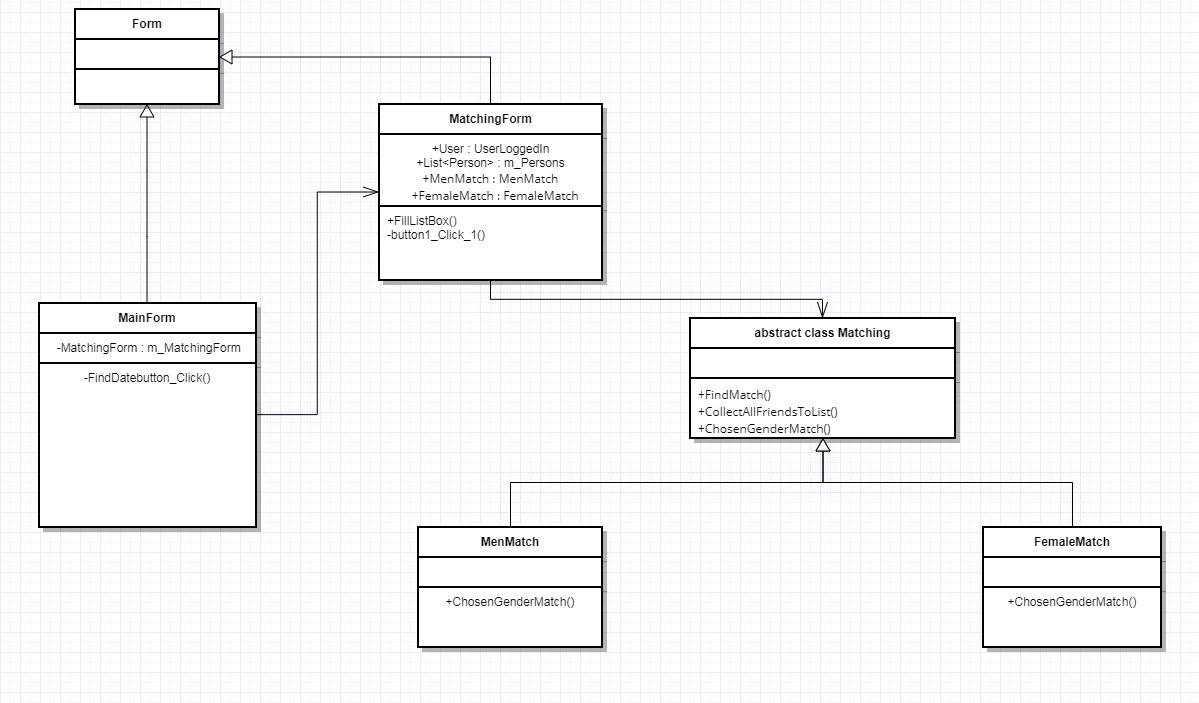 Form
MatchingForm
+User : UserLoggedIn
+List<Person> : m_Persons
+MenMatch : MenMatch
+FemaleMatch : FemaleMatch
+FillListBox()
-button1_Click_1()
MainForm
-MatchingForm : m_MatchingForm
-FindDatebutton_Click()
abstract class Matching
+FindMatch()
+CollectAllFriendsToList()
+ChosenGenderMatch()
MenMatch
+ChosenGenderMatch()
FemaleMatch
+ChosenGenderMatch()